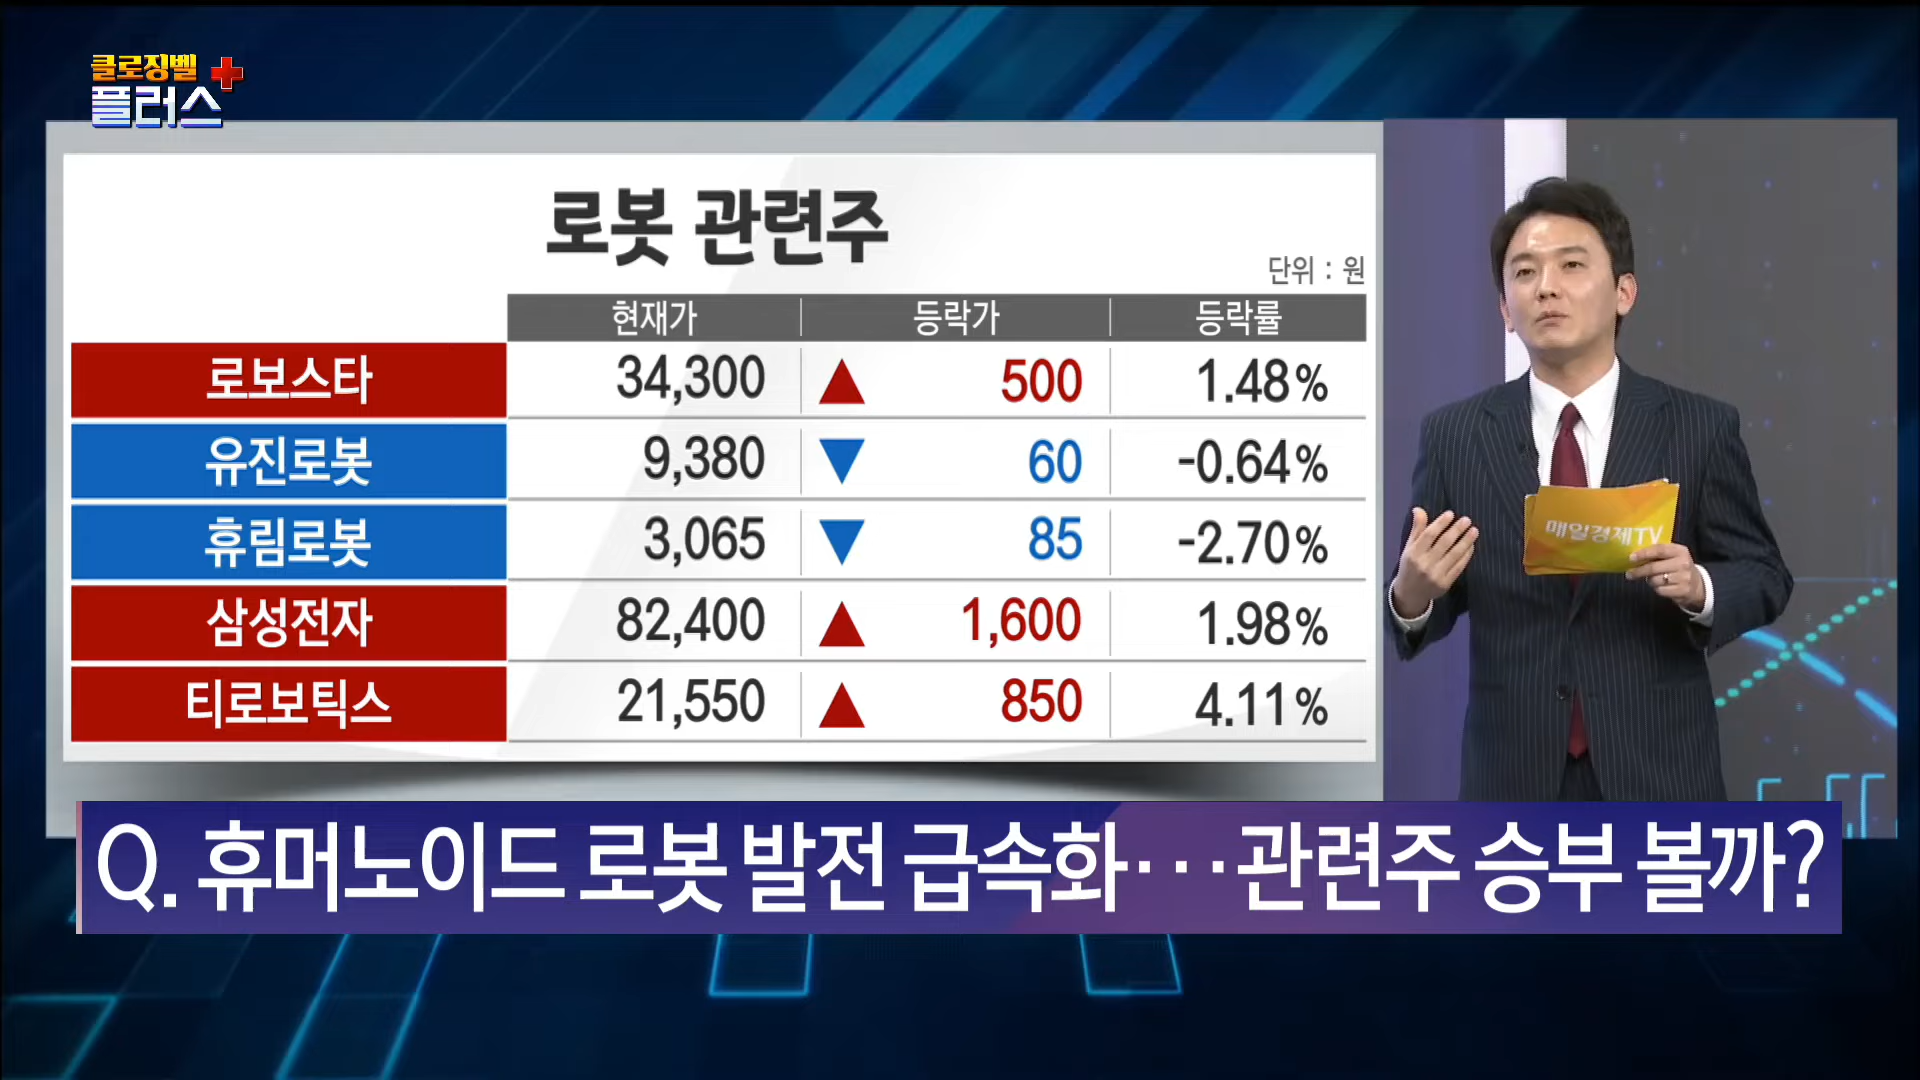 클로징벨
플러스
로봇 관련주
단위 : 원
현재가 등락가 등락률
로보스타 34,300 ▲ 500 1.48%
유진로봇 9,380 ▼ 60 -0.64%
휴림로봇 3,065 ▼ 85 -2.70%
삼성전자 82,400 ▲ 1,600 1.98%
티로보틱스 21,550 ▲ 850 4.11%
매일경제TV
Q. 휴머노이드 로봇 발전 급속화···관련주 승부 볼까?